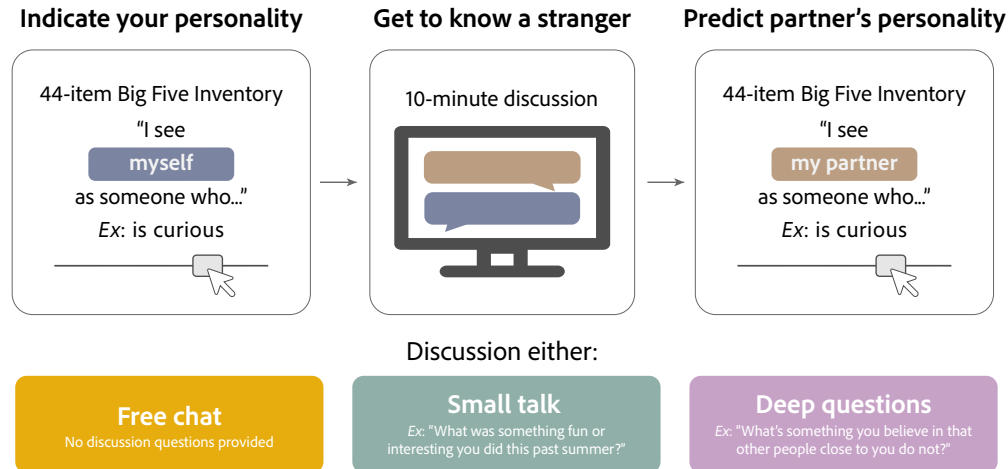 Indicate your personality
44-item Big Five Inventory
“I see
myself
as someone who...”
Ex: is curious
Get to know a stranger
10-minute discussion
Predict partner’s personality
44-item Big Five Inventory
“I see
my partner
as someone who...”
Ex: is curious
Discussion either:
Free chat
No discussion questions provided
Small talk
Ex: “What was something fun or
interesting you did this past summer?”
Deep questions
Ex: “What’s something you believe in that
other people close to you do not?”